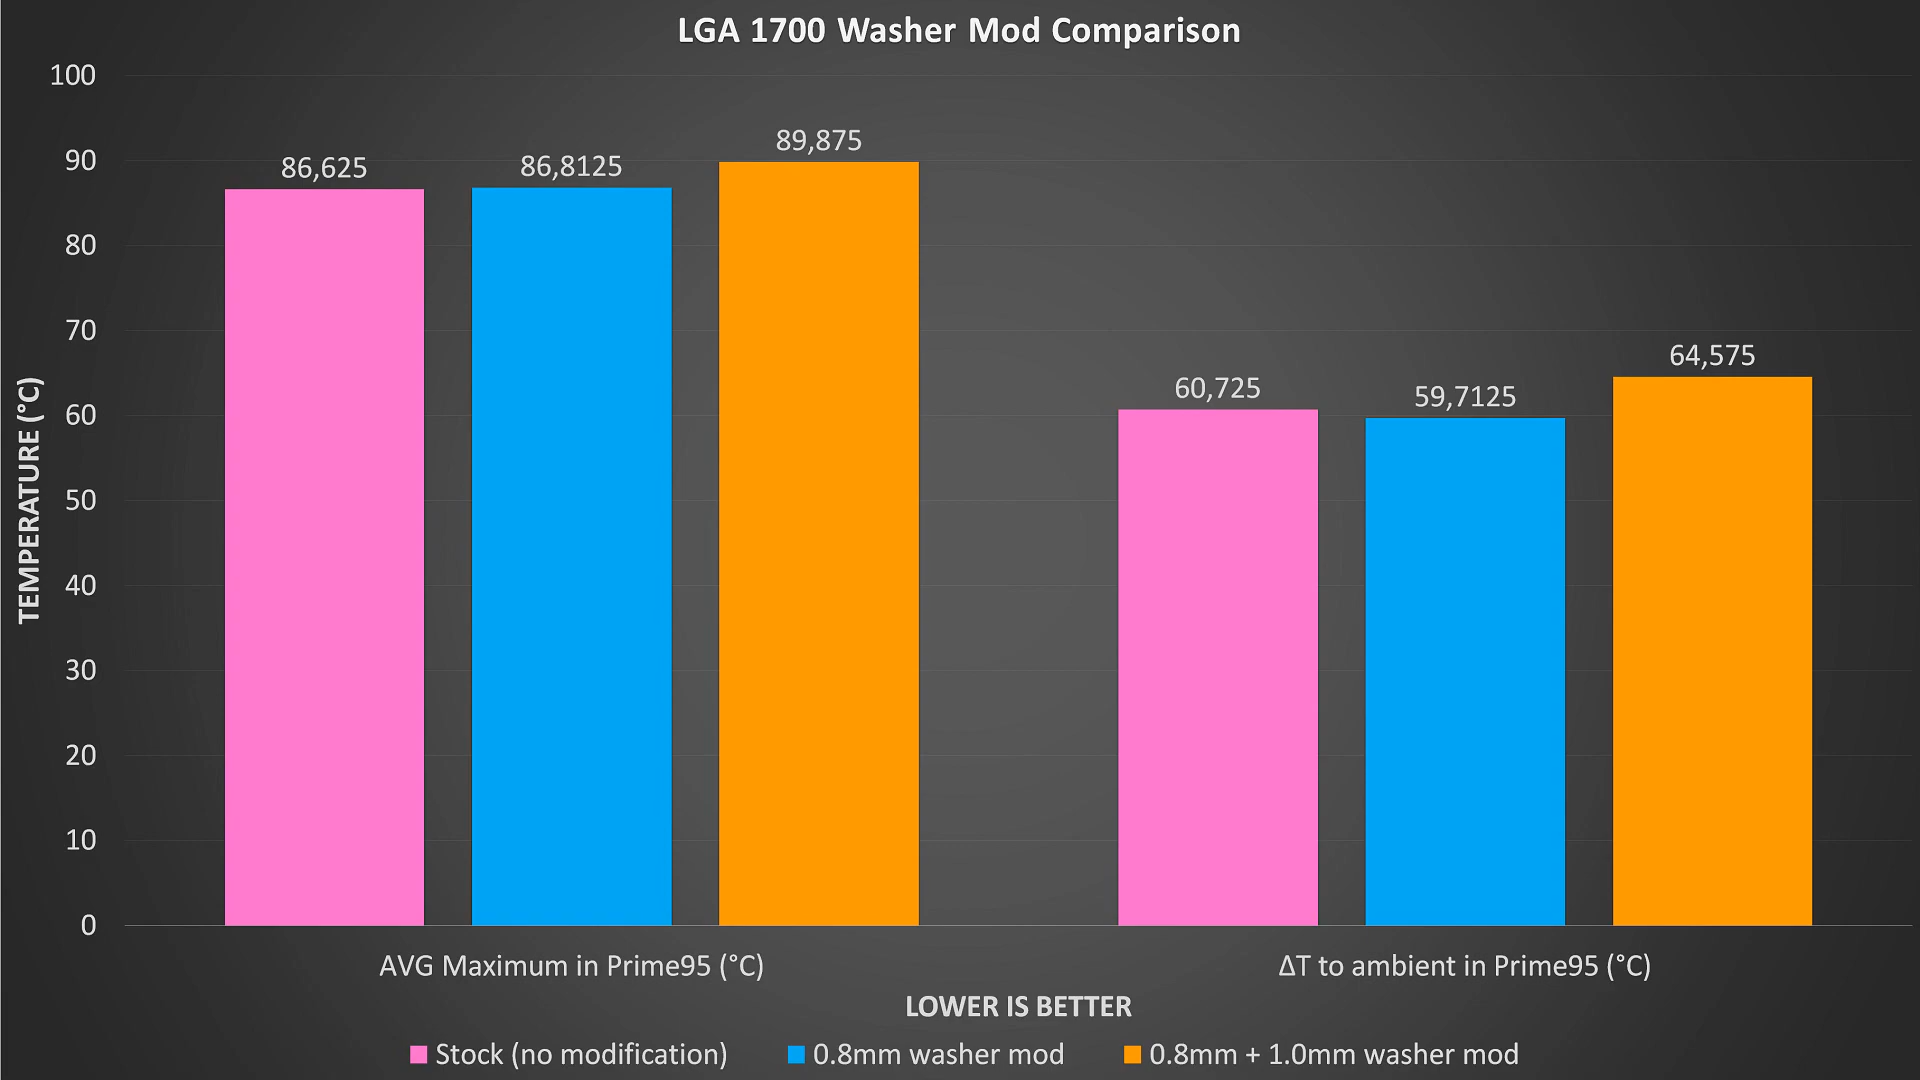 LGA 1700 Washer Mod Comparison
100
90
80
70
60
50
40
30
20
10
0
TEMPERATURE (°C)
86,625
86,8125
89,875
60,725
59,7125
64,575
AVG Maximum in Prime95 (°C)
ΔT to ambient in Prime95 (°C)
LOWER IS BETTER
Stock (no modification)
0.8mm washer mod
0.8mm + 1.0mm washer mod